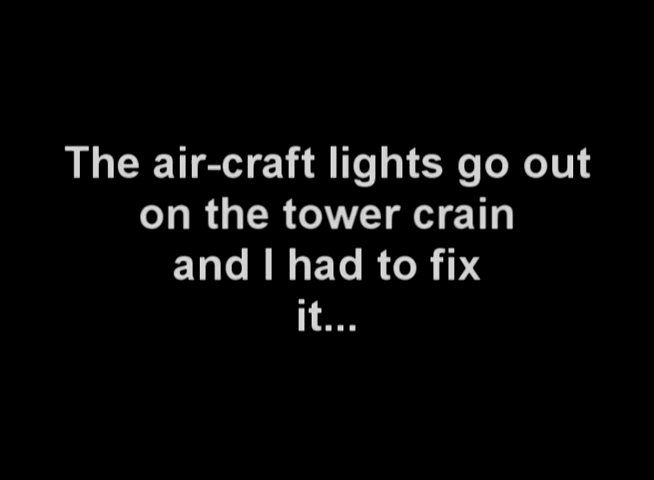 The air-craft lights go out
on the tower crain
and I had to fix
it...